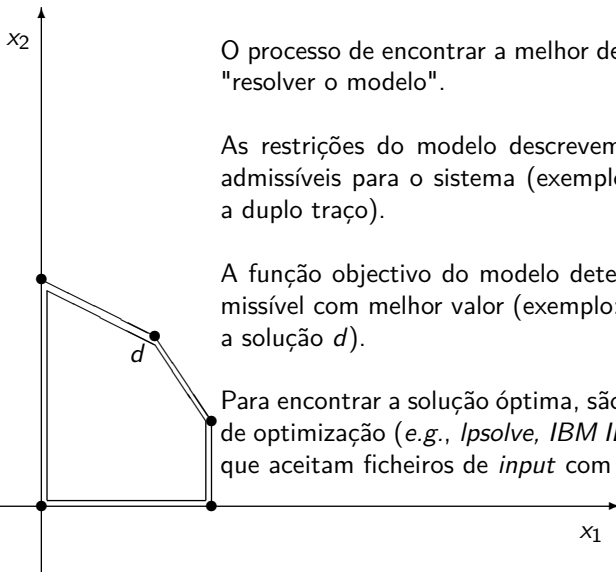 x2
O processo de encontrar a melhor de
"resolver o modelo".
As restrições do modelo descrevem
admissíveis para o sistema (exempl
a duplo traço).
A função objectivo do modelo dete
missível com melhor valor (exemplo:
a solução d).
d
Para encontrar a solução óptima, são
de optimização (e.g., lpsolve, IBM I
que aceitam ficheiros de input com
x1